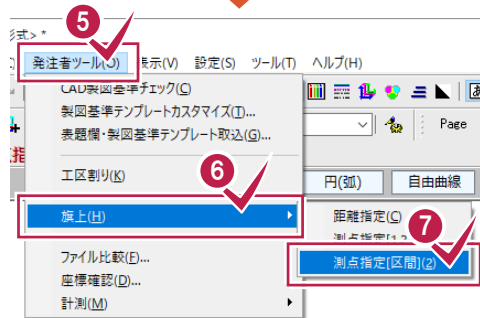 5
形式> *
発注者ツール(O) 表示(V) 設定(S) ツール(T) ヘルプ(H)
CAD製図基準チェック(C)
製図基準テンプレートカスタマイズ(T)...
表題欄・製図基準テンプレート取込(G)...
Page
指
工区割り(K)
6
円(弧) 自由曲線
旗上(H)
距離指定(C)
7
測点指定[区間](2)
ファイル比較(F)...
座標確認(D)...
計測(M)